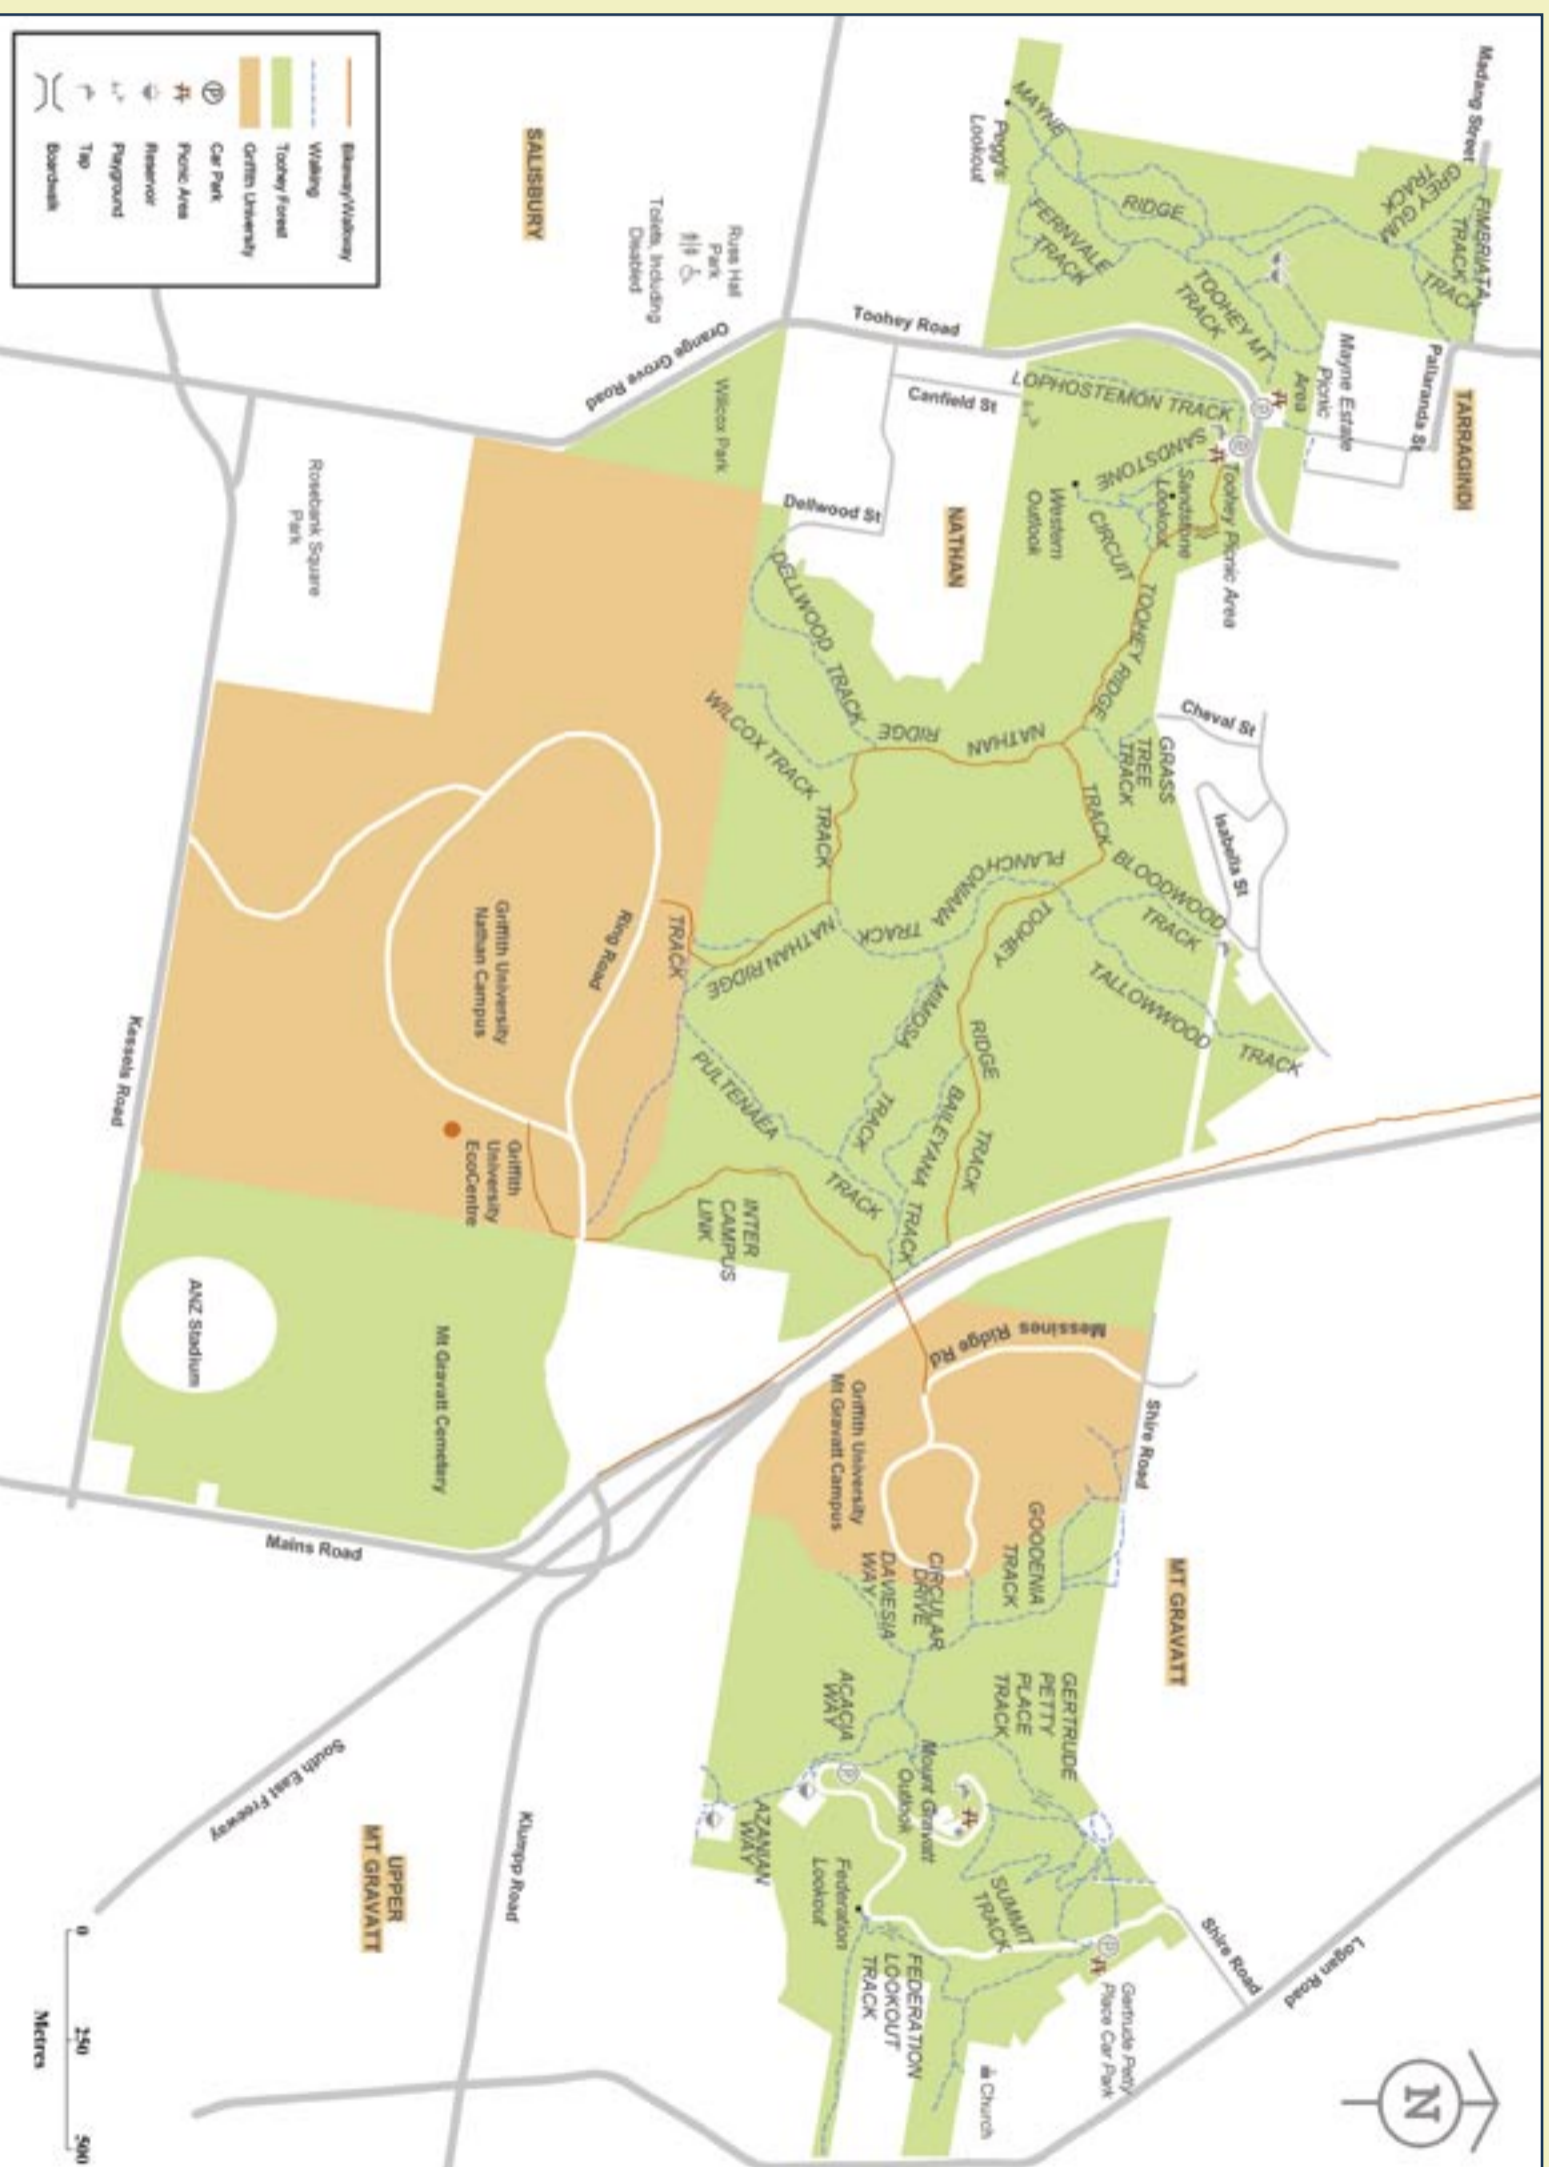 Madang Street
FIMBRIATA
TRACK
GREY GUM
TRACK
TRACK
MAYNE
RIDGE
Pegg's
Lookout
FERNVALE
TRACK
TOOHEY MT
TRACK
Mayne Estate
Picnic
Area
Pallaranda St
TARRAGINDI
Toohey Road
LOPHOSTEMON TRACK
Canfield St
SANDSTONE
CIRCUIT
Sandstone
Lookout
Toohey Picnic Area
Western
Outlook
NATHAN
Dellwood St
Orange Grove Road
Wilcox Park
SALISBURY
Russ Hall
Park
Toilets, Including
Disabled
Rosebank Square
Park
TOOHEY RIDGE
TRACK
Cheval St
GRASS
TREE
TRACK
Isabella St
DELLWOOD TRACK
WILCOX TRACK
NATHAN
RIDGE
TRACK
BLOODWOOD
TRACK
TALLOWWOOD
TRACK
PLANCHONIANA
TRACK
TOOHEY
RIDGE
TRACK
NATHAN RIDGE
TRACK
MIMOSA
TRACK
BAILEYANA
TRACK
PULTENAEA
TRACK
INTER
CAMPUS
LINK
Ring Road
Griffith University
Nathan Campus
Griffith
University
EcoCentre
Kessels Road
ANZ Stadium
Mt Gravatt Cemetery
Mains Road
Messines Ridge Rd
Shire Road
Griffith University
Mt Gravatt Campus
MT GRAVATT
GOODENIA
TRACK
CIRCULAR
DRIVE
DAVIESIA
WAY
ACACIA
WAY
GERTRUDE
PETTY
PLACE
TRACK
Mount Gravatt
Outlook
AZANIAN
WAY
SUMMIT
TRACK
Federation
Lookout
FEDERATION
LOOKOUT
TRACK
Gertrude Petty
Place Car Park
Shire Road
Logan Road
Church
Klumpp Road
South East Freeway
UPPER
MT GRAVATT
Bikeway/Walkway
Walking
Toohey Forest
Griffith University
P Car Park
Picnic Area
Reservoir
Playground
Tap
Boardwalk
P
P
P
P
0 250 500
Metres
N